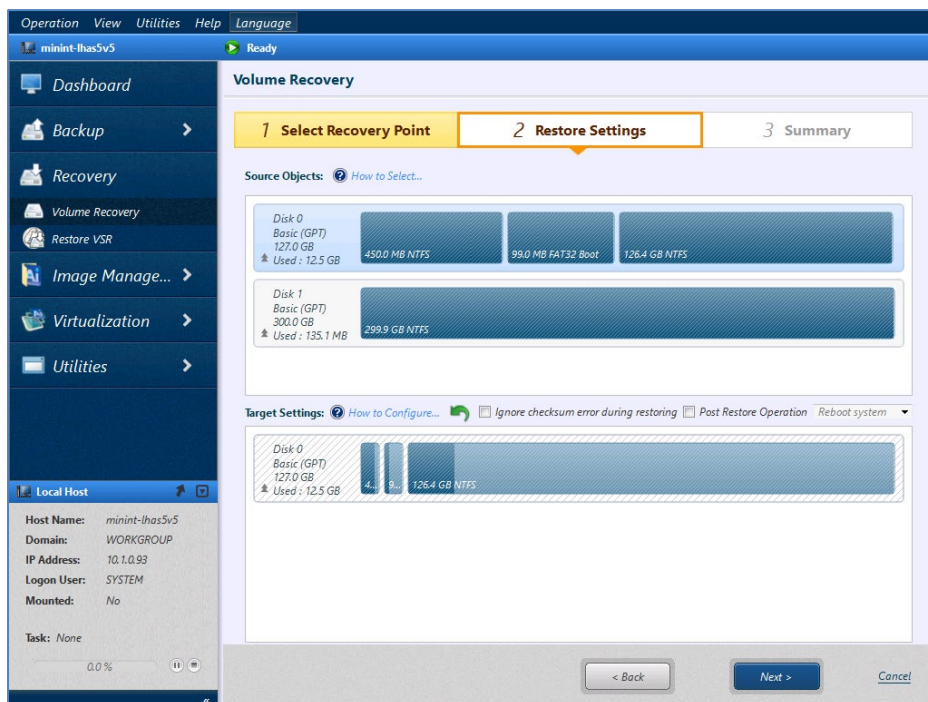 Operation View Utilities Help Language
minint-lhas5v5
Ready
Dashboard
Backup
Recovery
Volume Recovery
Restore VSR
Image Manage...
Virtualization
Utilities
Local Host
Host Name: minint-lhas5v5
Domain: WORKGROUP
IP Address: 10.1.0.93
Logon User: SYSTEM
Mounted: No
Task: None
0.0 %
Volume Recovery
1 Select Recovery Point
2 Restore Settings
3 Summary
Source Objects: How to Select...
Disk 0
Basic (GPT)
127.0 GB
Used : 12.5 GB
450.0 MB NTFS
99.0 MB FAT32 Boot
126.4 GB NTFS
Disk 1
Basic (GPT)
300.0 GB
Used : 135.1 MB
299.9 GB NTFS
Target Settings: How to Configure... Ignore checksum error during restoring Post Restore Operation Reboot system
Disk 0
Basic (GPT)
127.0 GB
Used : 12.5 GB
4...
9...
126.4 GB NTFS
< Back
Next >
Cancel